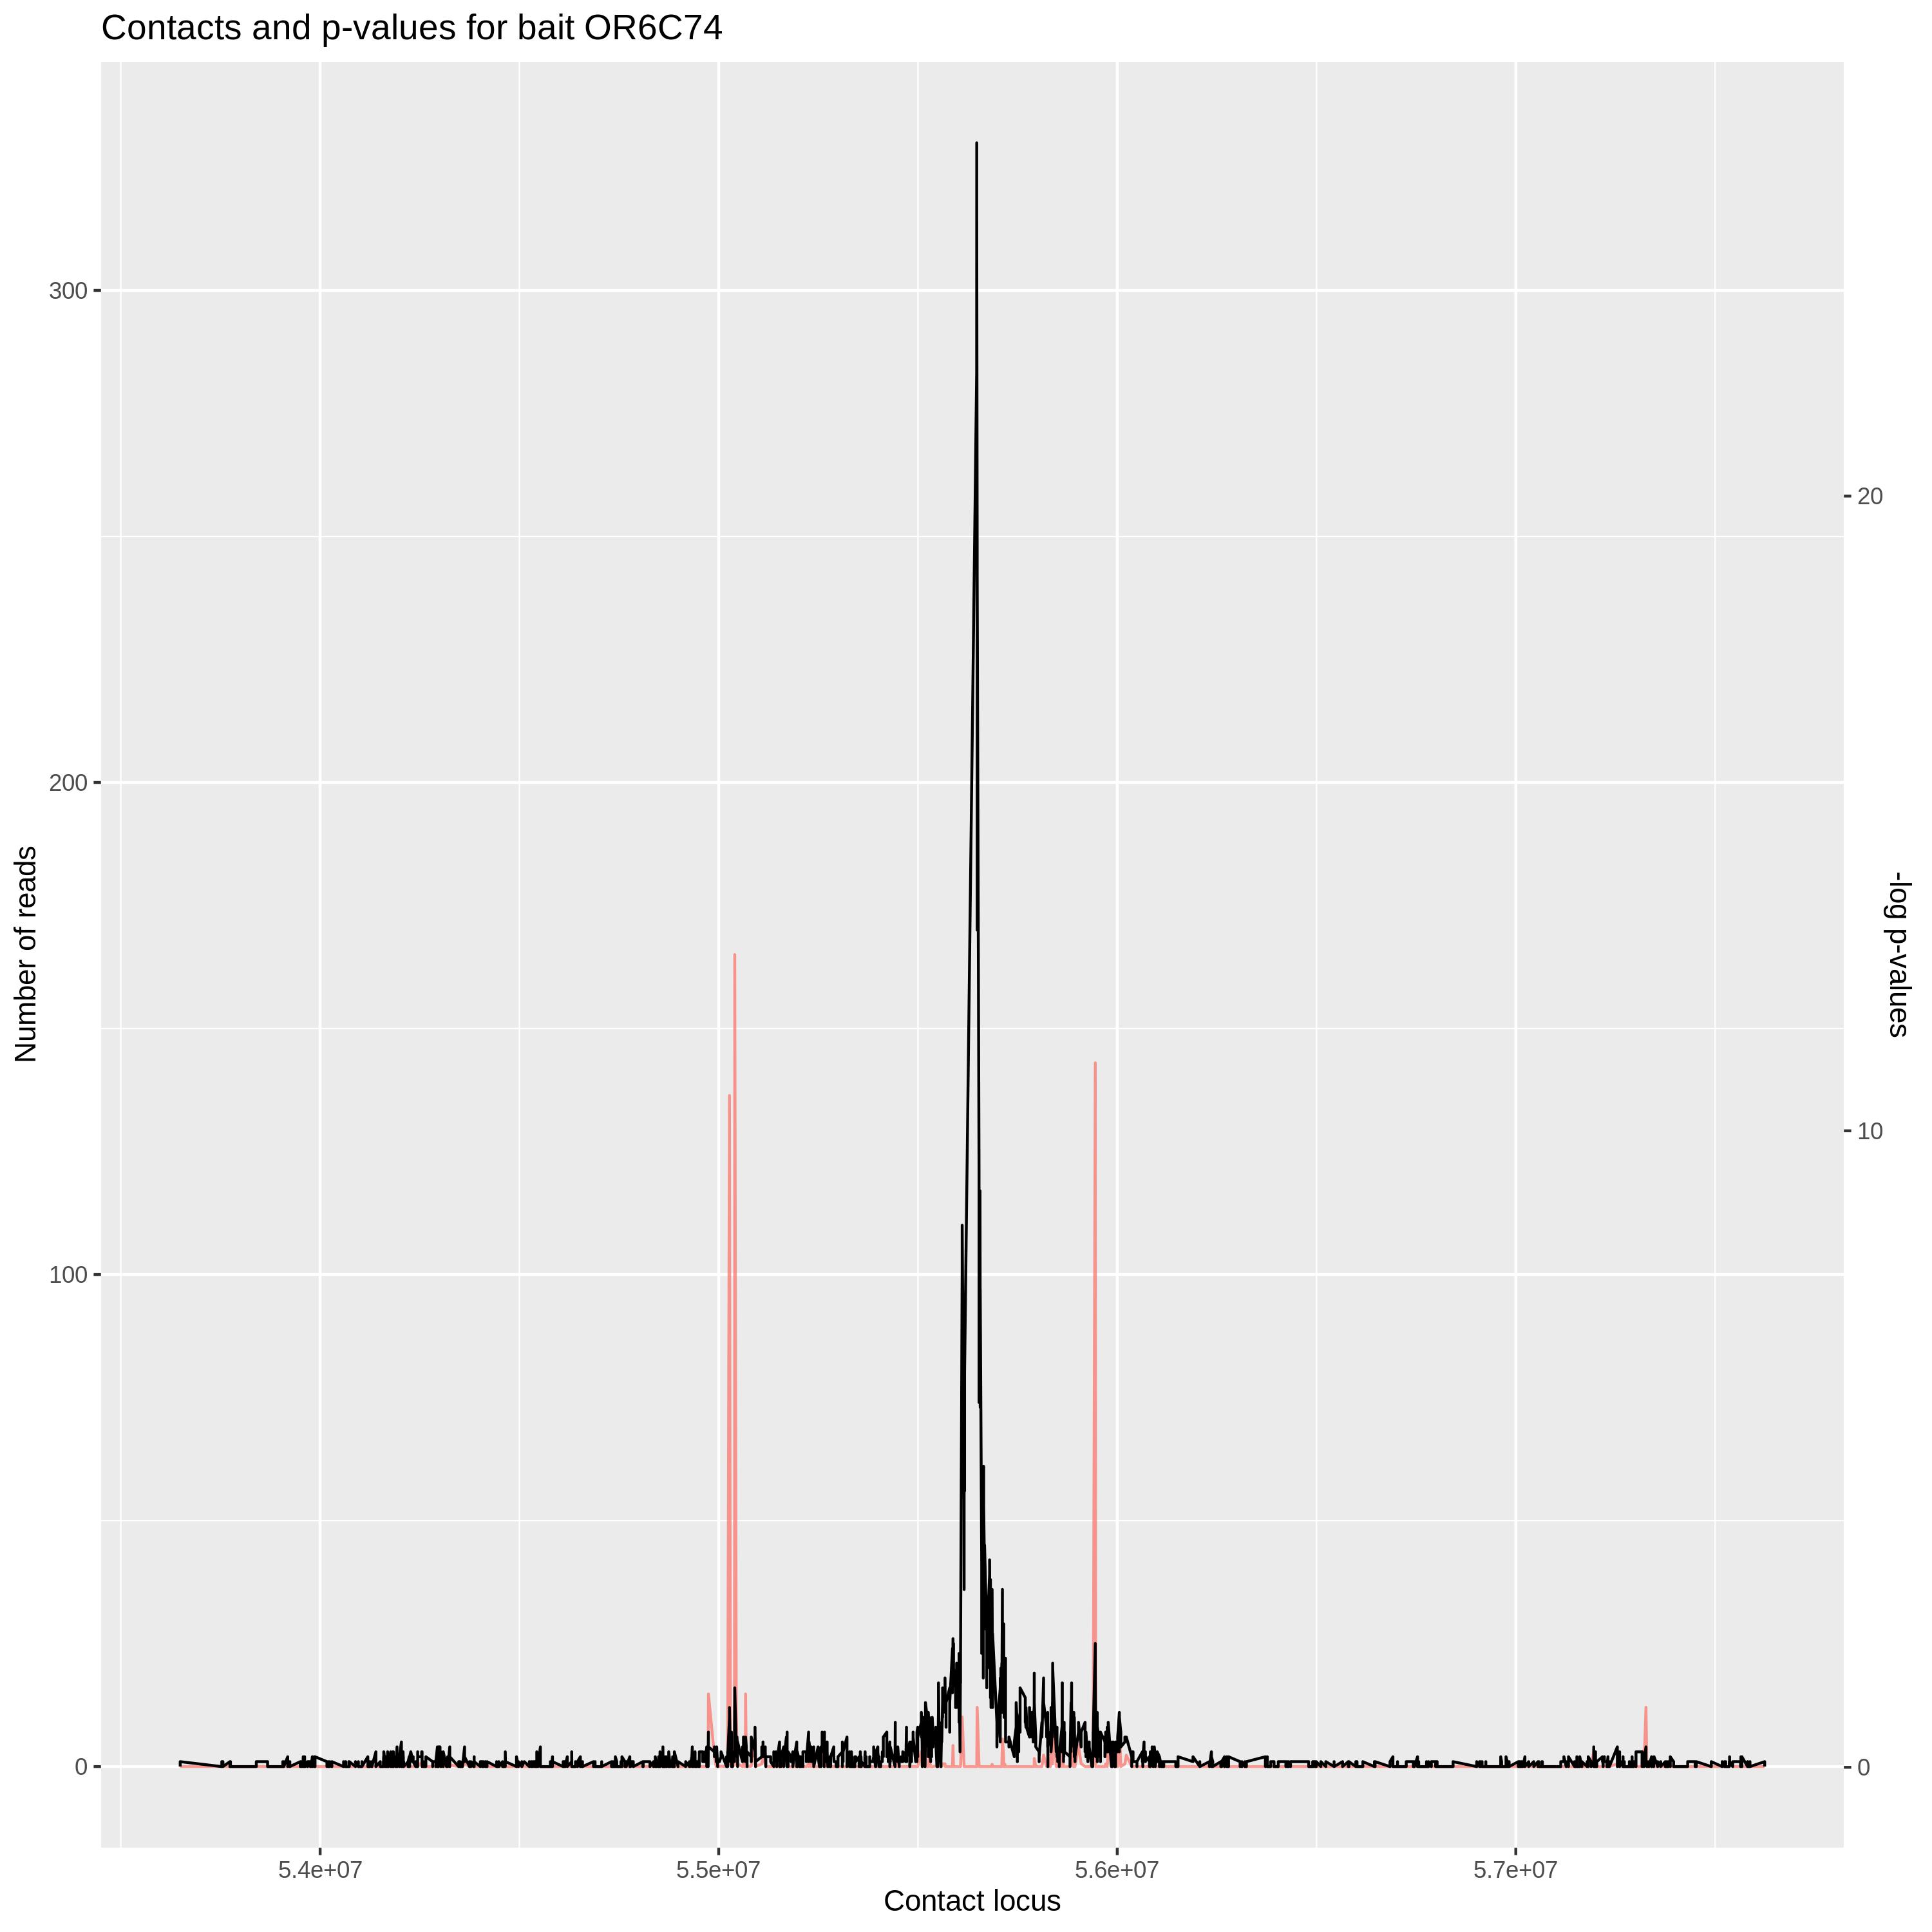 Contacts and p-values for bait OR6C74
300
200
100
0
Number of reads
20
10
0
-log p-values
5.4e+07
5.5e+07
5.6e+07
5.7e+07
Contact locus